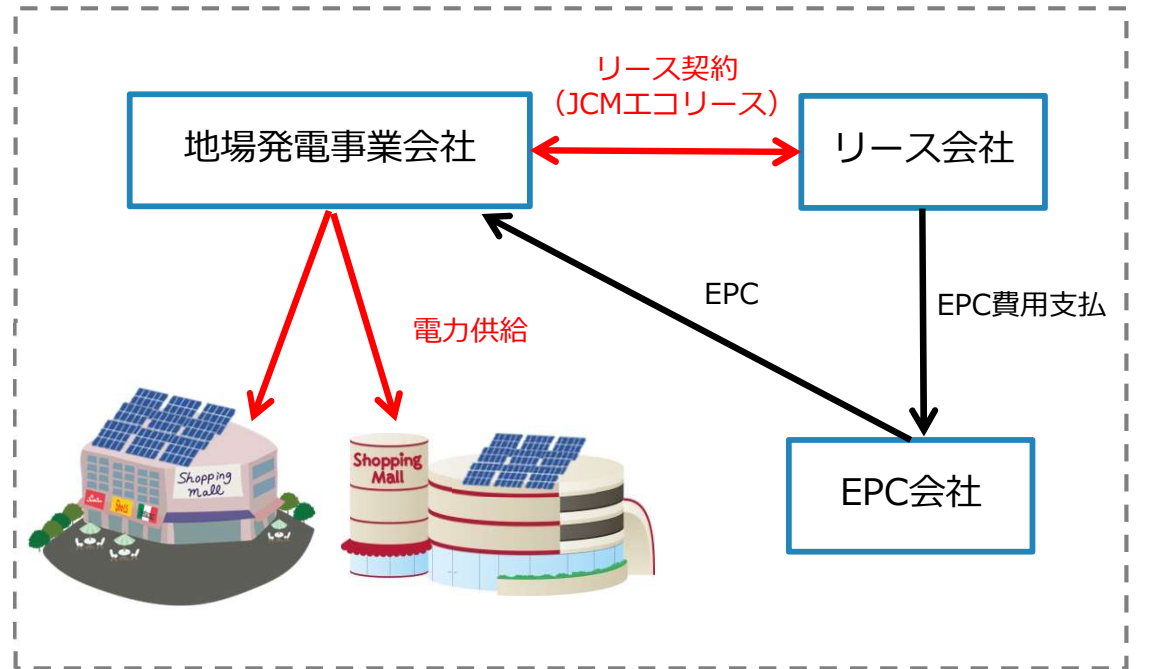 リース契約
（JCMエコリース）
地場発電事業会社
リース会社
EPC
EPC費用支払
電力供給
Shopping
Mall
Shopping
Mall
EPC会社